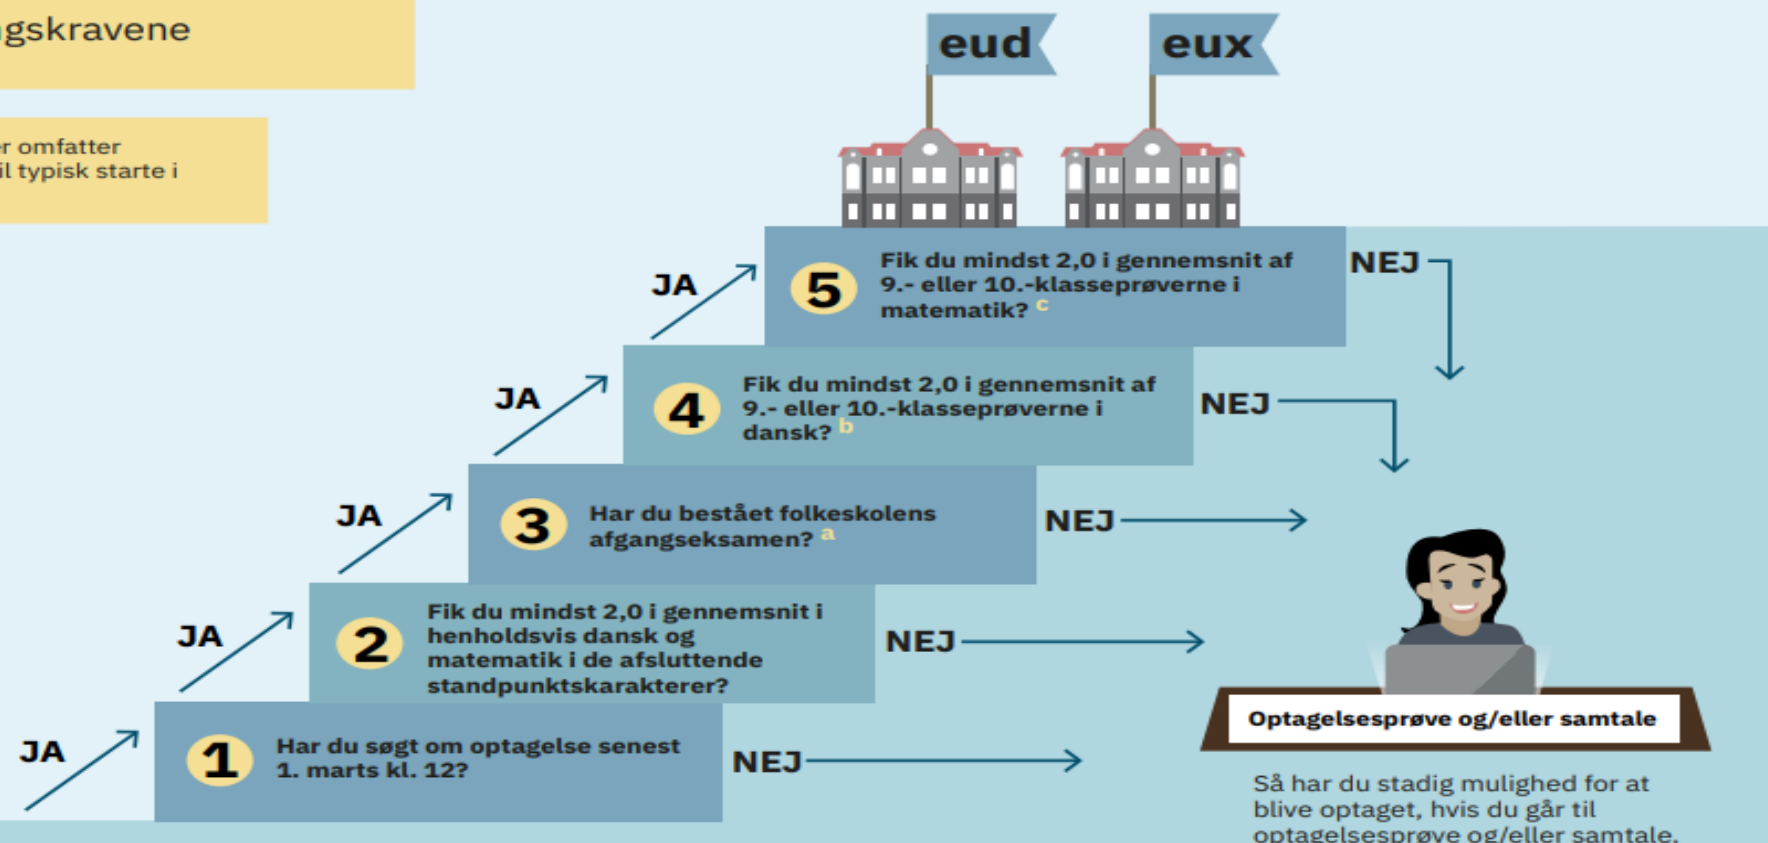 ngskravene
er omfatter
il typisk starte i
eud
eux
JA
5
Fik du mindst 2,0 i gennemsnit af
9.- eller 10.-klasseprøverne i
matematik? c
NEJ
JA
4
Fik du mindst 2,0 i gennemsnit af
9.- eller 10.-klasseprøverne i
dansk? b
NEJ
JA
3
Har du bestået folkeskolens
afgangseksamen? a
NEJ
JA
2
Fik du mindst 2,0 i gennemsnit i
henholdsvis dansk og
matematik i de afsluttende
standpunktskarakterer?
NEJ
JA
1
Har du søgt om optagelse senest
1. marts kl. 12?
NEJ
Optagelsesprøve og/eller samtale
Så har du stadig mulighed for at
blive optaget, hvis du går til
optagelsesprøve og/eller samtale.